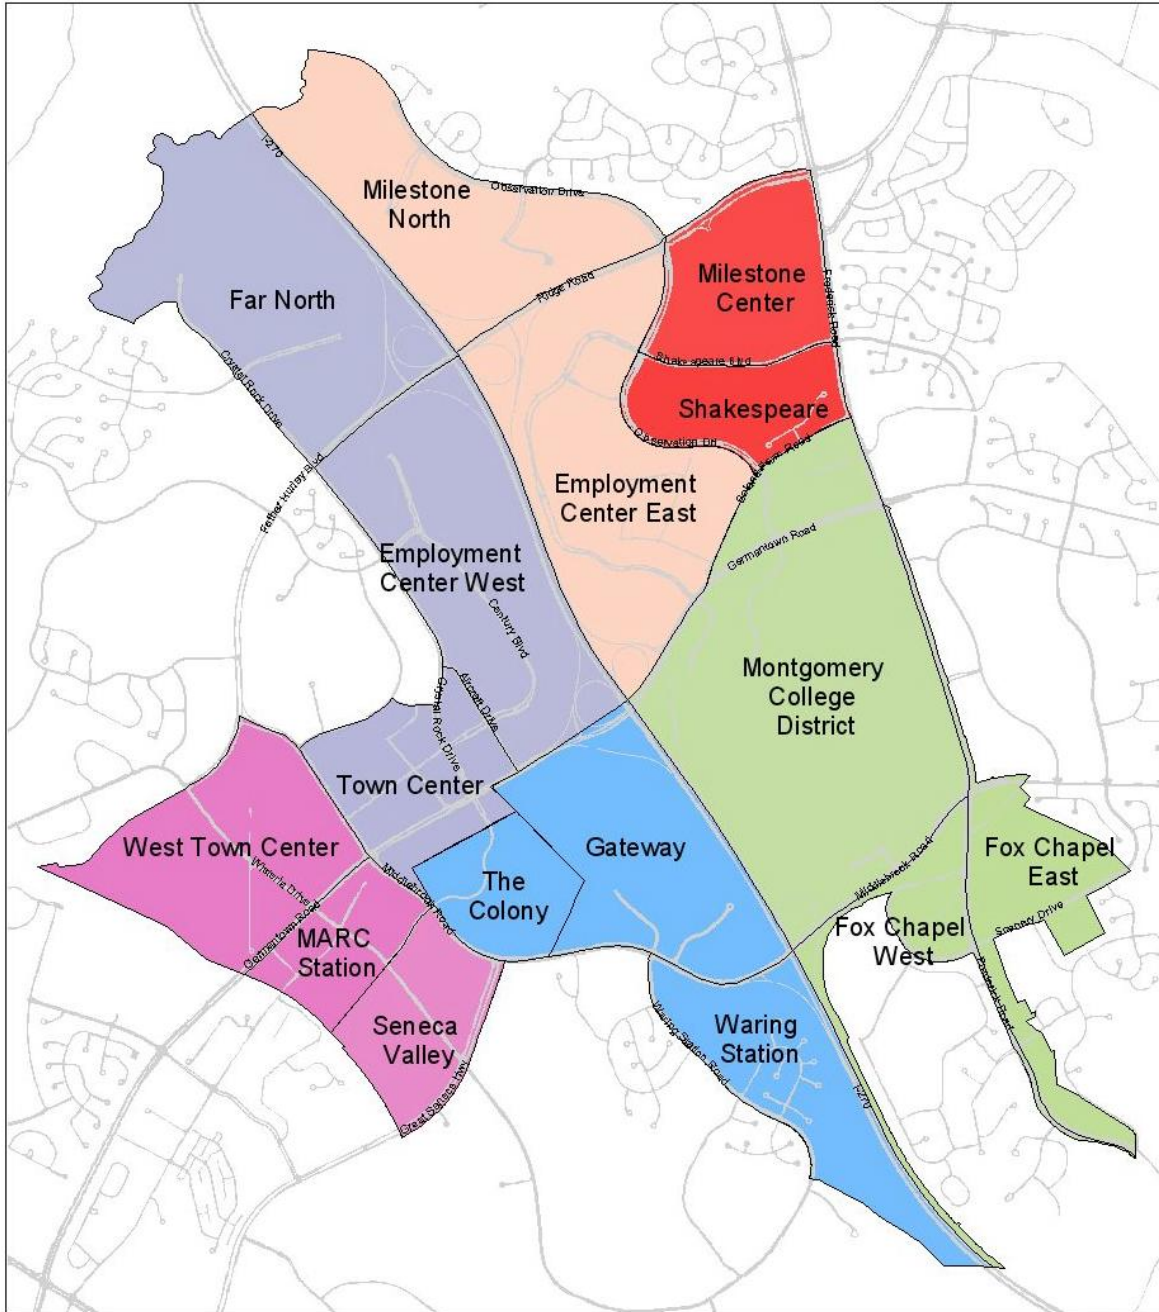 I-270
Milestone
North
Observation Drive
Milestone
Center
Frederick Road
Far North
Ridge Road
Crystal Rock Drive
Shakespeare Blvd
Shakespeare
Observation Dr
Father Hurley Blvd
Employment
Center East
Germantown Road
Employment
Center West
Century Blvd
Montgomery
College
District
Aircraft Drive
Crystal Rock Drive
Town Center
West Town Center
Gateway
Middlebrook Road
Fox Chapel
East
Wisteria Drive
Middlebrook Road
The
Colony
Germantown Road
MARC
Station
Fox Chapel
West
Scenery Drive
Frederick Road
Seneca
Valley
Waring
Station
Waring Station Road
Great Seneca Hwy
I-270